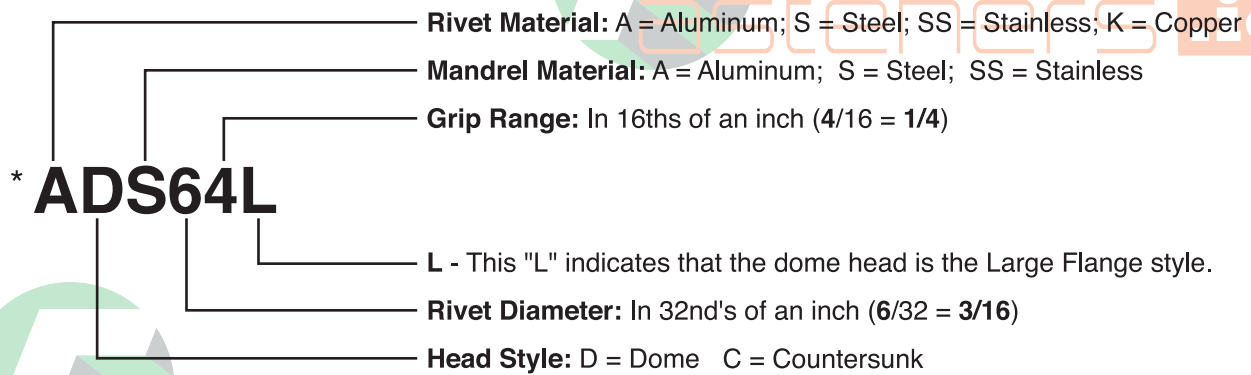 Rivet Material: A = Aluminum; S = Steel; SS = Stainless; K = Copper
Mandrel Material: A = Aluminum; S = Steel; SS = Stainless
Grip Range: In 16ths of an inch (4/16 = 1/4)
* ADS64L
L - This "L" indicates that the dome head is the Large Flange style.
Rivet Diameter: In 32nd's of an inch (6/32 = 3/16)
Head Style: D = Dome C = Countersunk